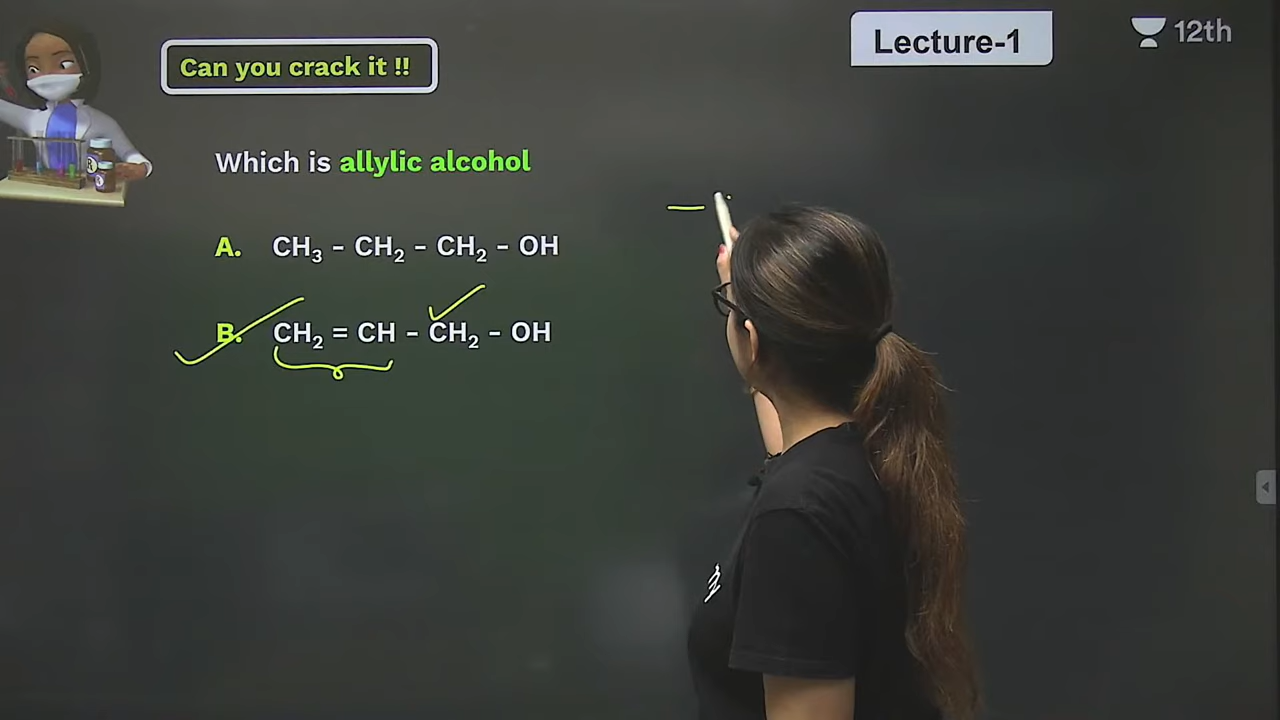 Lecture-1
12th
Can you crack it !!
Which is allylic alcohol
A. CH₃ – CH₂ – CH₂ – OH
B. CH₂ = CH – CH₂ – OH